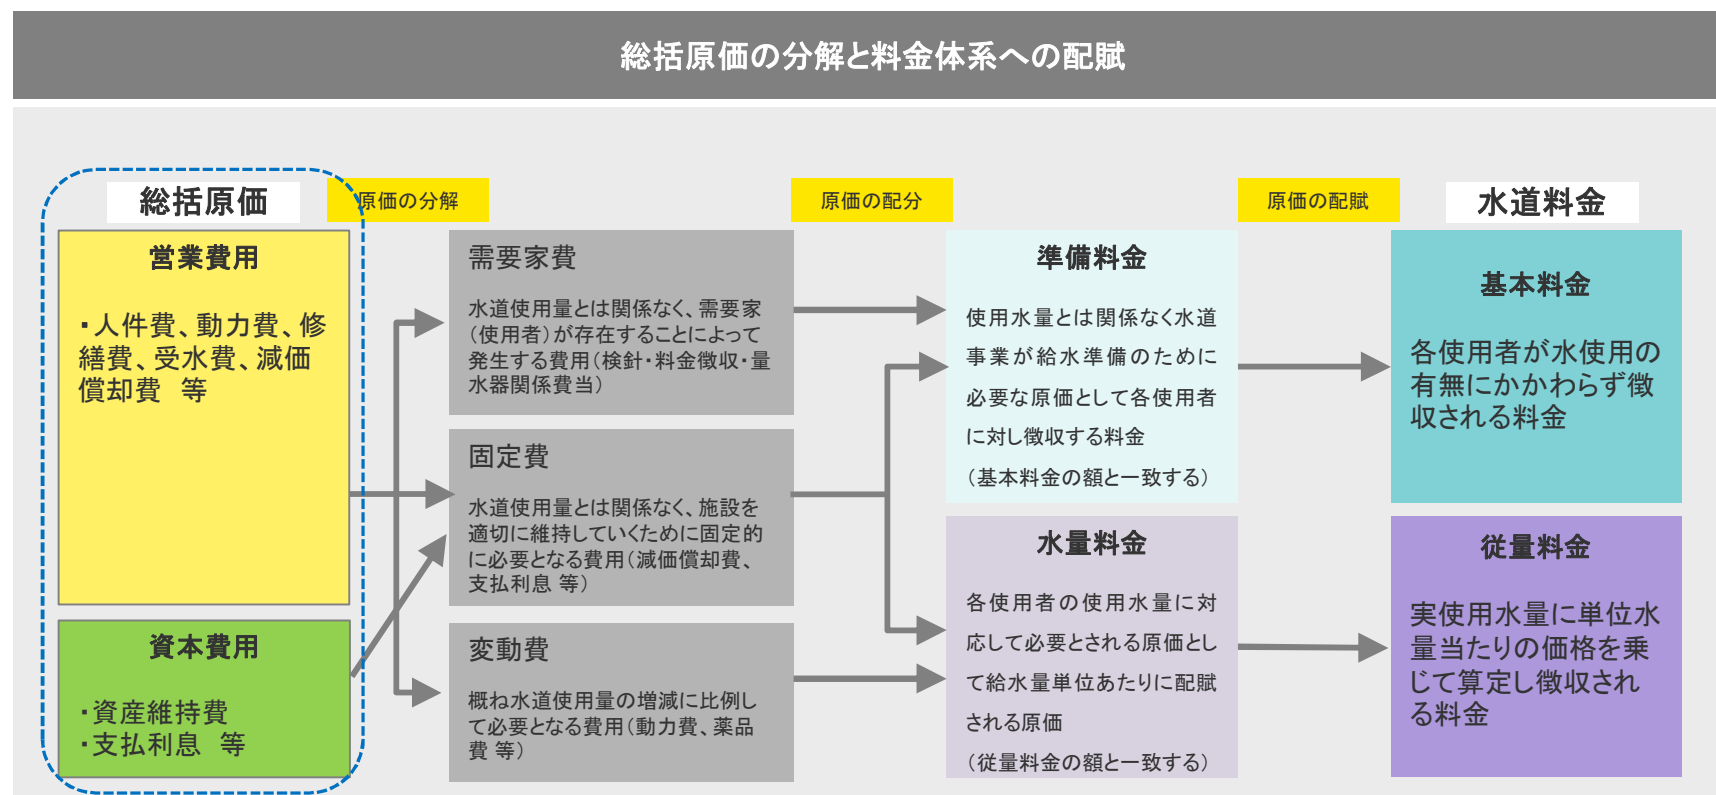 総括原価の分解と料金体系への配賦
総括原価
原価の分解
原価の配分
原価の配賦
水道料金
営業費用
・人件費、動力費、修
繕費、受水費、減価
償却費　等
資本費用
・資産維持費
・支払利息　等
需要家費
水道使用量とは関係なく、需要家
（使用者）が存在することによって
発生する費用（検針・料金徴収・量
水器関係費当）
固定費
水道使用量とは関係なく、施設を
適切に維持していくために固定的
に必要となる費用（減価償却費、
支払利息 等）
変動費
概ね水道使用量の増減に比例し
て必要となる費用（動力費、薬品
費 等）
準備料金
使用水量とは関係なく水道
事業が給水準備のために
必要な原価として各使用者
に対し徴収する料金
（基本料金の額と一致する）
水量料金
各使用者の使用水量に対
応して必要とされる原価とし
て給水量単位あたりに配賦
される原価
（従量料金の額と一致する）
基本料金
各使用者が水使用の
有無にかかわらず徴
収される料金
従量料金
実使用水量に単位水
量当たりの価格を乗
じて算定し徴収され
る料金